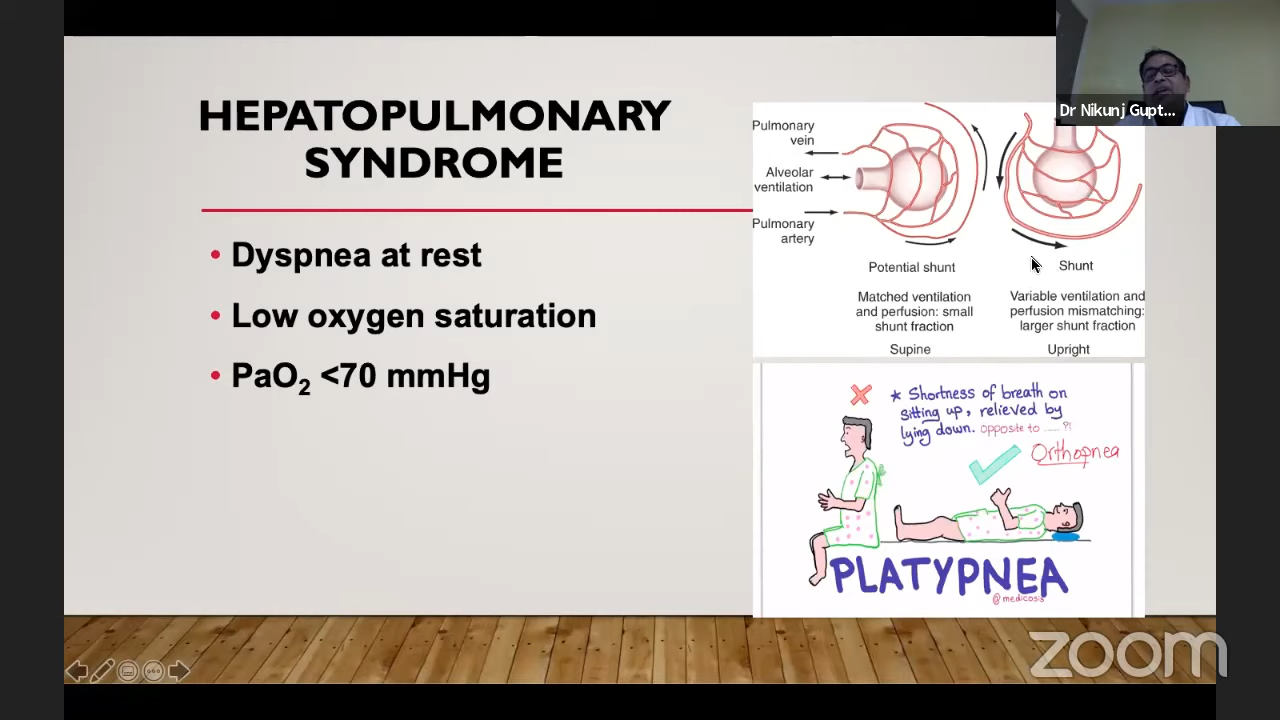 HEPATOPULMONARY
SYNDROME
• Dyspnea at rest
• Low oxygen saturation
• PaO₂ <70 mmHg
Pulmonary
vein
Alveolar
ventilation
Pulmonary
artery
Potential shunt
Matched ventilation
and perfusion: small
shunt fraction
Supine
Shunt
Variable ventilation and
perfusion mismatching:
larger shunt fraction
Upright
* Shortness of breath on
sitting up, relieved by
lying down. opposite to ..... ?!
Orthopnea
PLATYPNEA
@medicosis
Dr Nikunj Gupt...
zoom